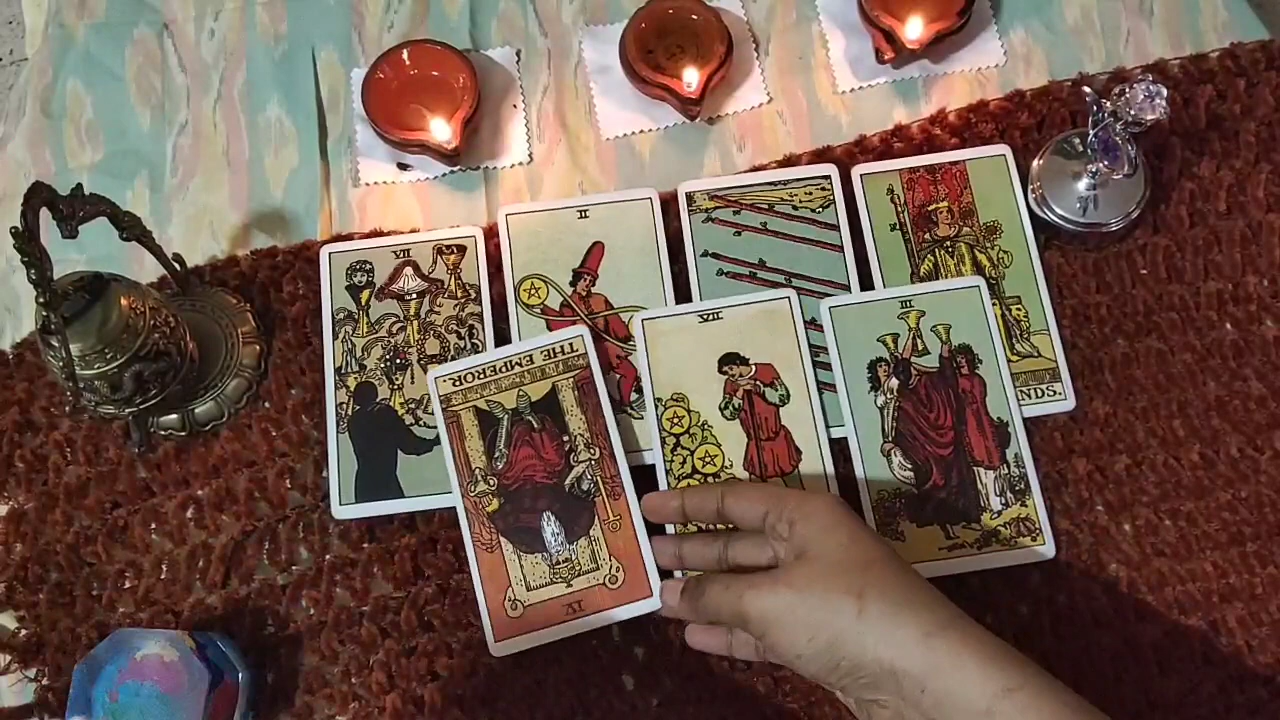 VII
II
NDS.
THE EMPEROR.
IV
VII
III